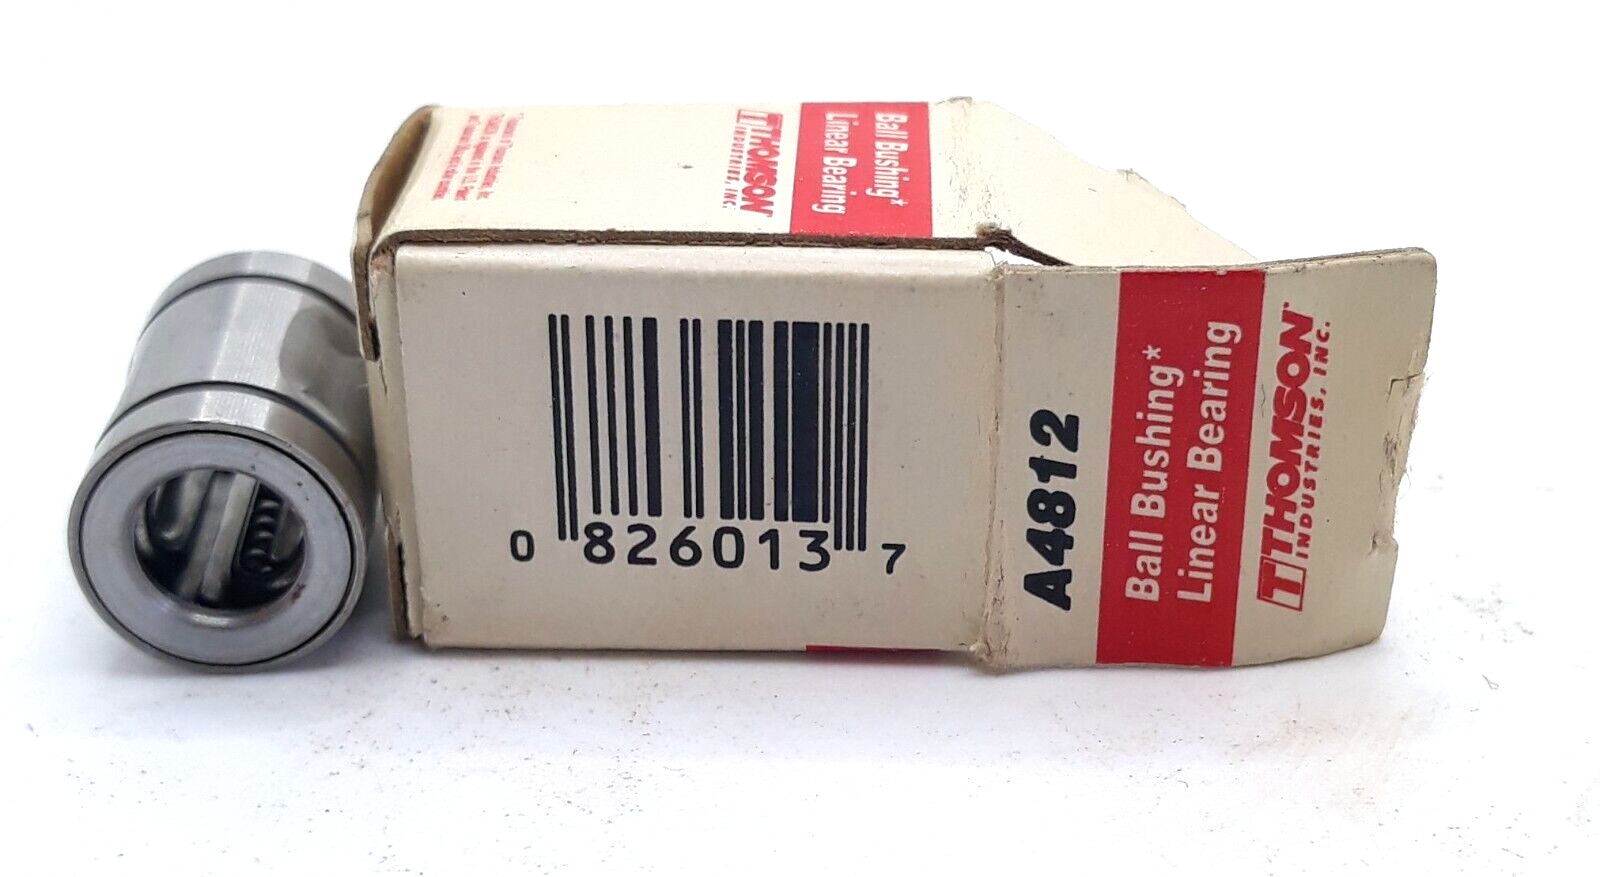 Ball Bushing*
Linear Bearing
THOMSON
INDUSTRIES, INC.
0 826013 7
A4812
Ball Bushing*
Linear Bearing
THOMSON
INDUSTRIES, INC.